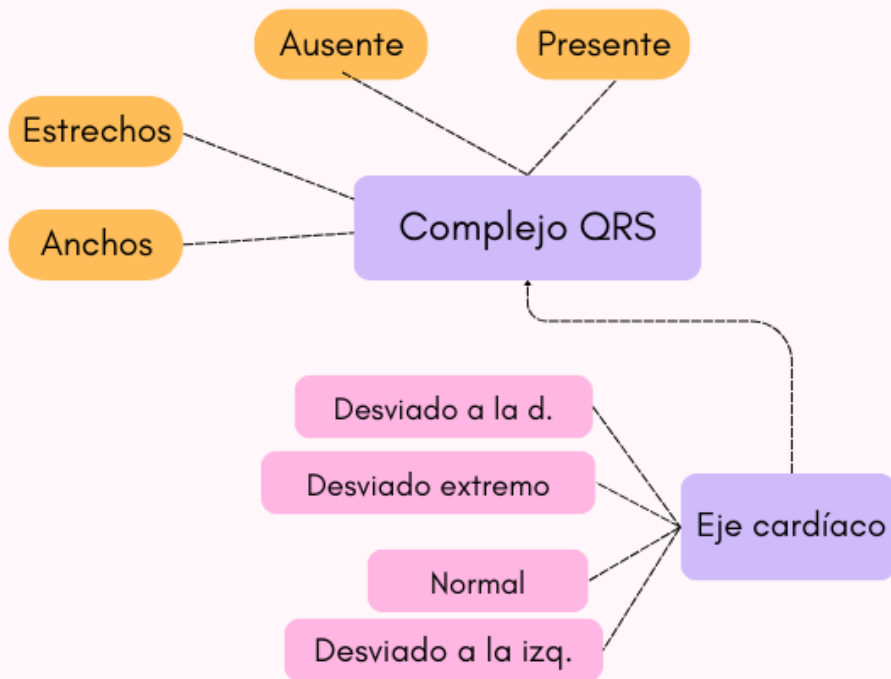 Ausente
Presente
Estrechos
Anchos
Complejo QRS
Desviado a la d.
Desviado extremo
Eje cardíaco
Normal
Desviado a la izq.